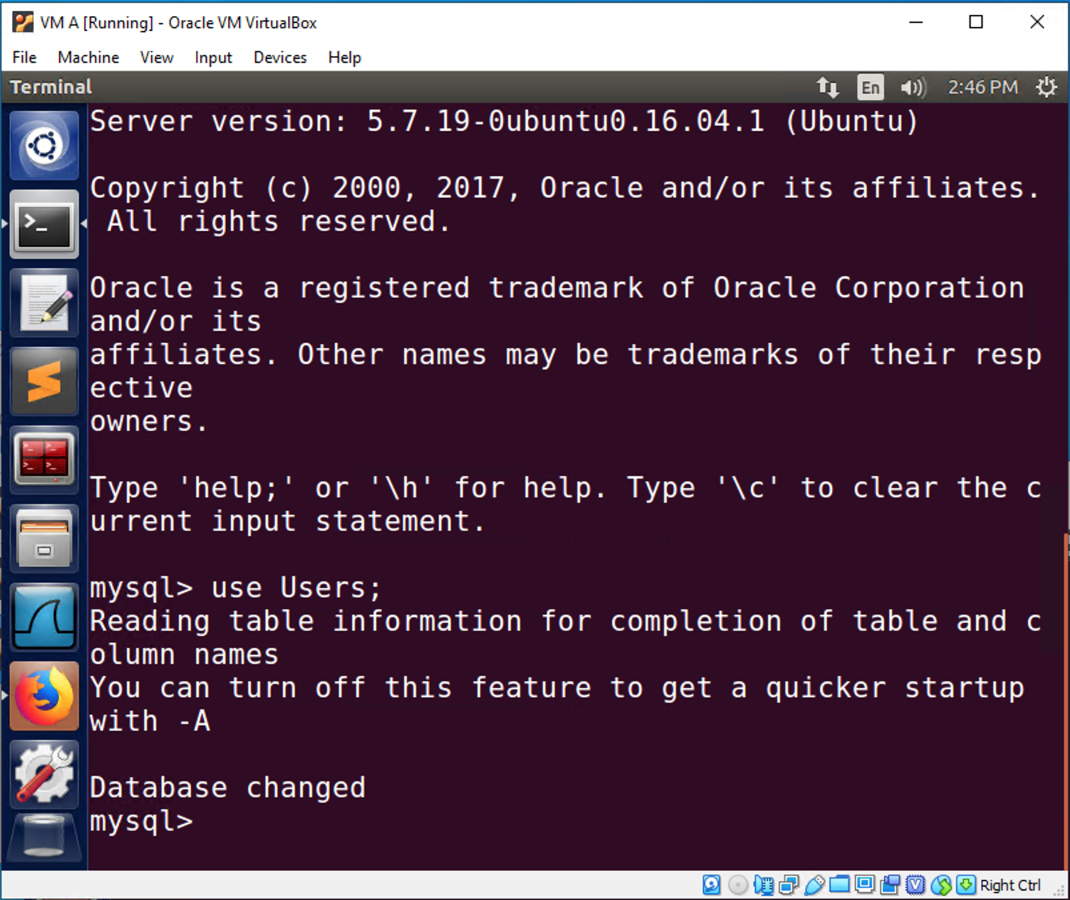 VM A [Running] - Oracle VM VirtualBox
File Machine View Input Devices Help
Terminal En 2:46 PM
Server version: 5.7.19-0ubuntu0.16.04.1 (Ubuntu)
Copyright (c) 2000, 2017, Oracle and/or its affiliates.
All rights reserved.
Oracle is a registered trademark of Oracle Corporation
and/or its
affiliates. Other names may be trademarks of their resp
ective
owners.
Type 'help;' or '\h' for help. Type '\c' to clear the c
urrent input statement.
mysql> use Users;
Reading table information for completion of table and c
olumn names
You can turn off this feature to get a quicker startup
with -A
Database changed
mysql>
Right Ctrl